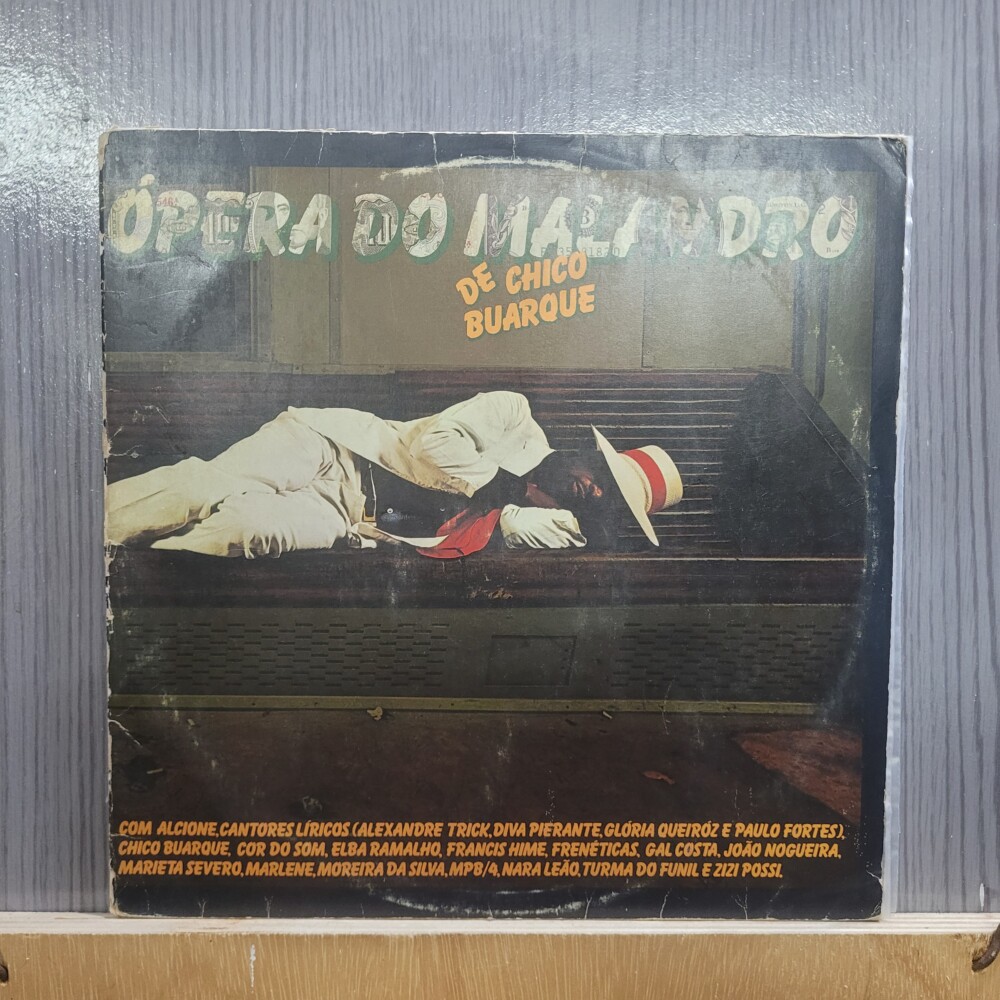 ÓPERA DO MALANDRO
DE CHICO
BUARQUE
COM ALCIONE, CANTORES LÍRICOS (ALEXANDRE TRICK, DIVA PIERANTE, GLÓRIA QUEIRÓZ E PAULO FORTES),
CHICO BUARQUE, COR DO SOM, ELBA RAMALHO, FRANCIS HIME, FRENÉTICAS, GAL COSTA, JOÃO NOGUEIRA,
MARIETA SEVERO, MARLENE, MOREIRA DA SILVA, MPB/4, NARA LEÃO, TURMA DO FUNIL E ZIZI POSSI.